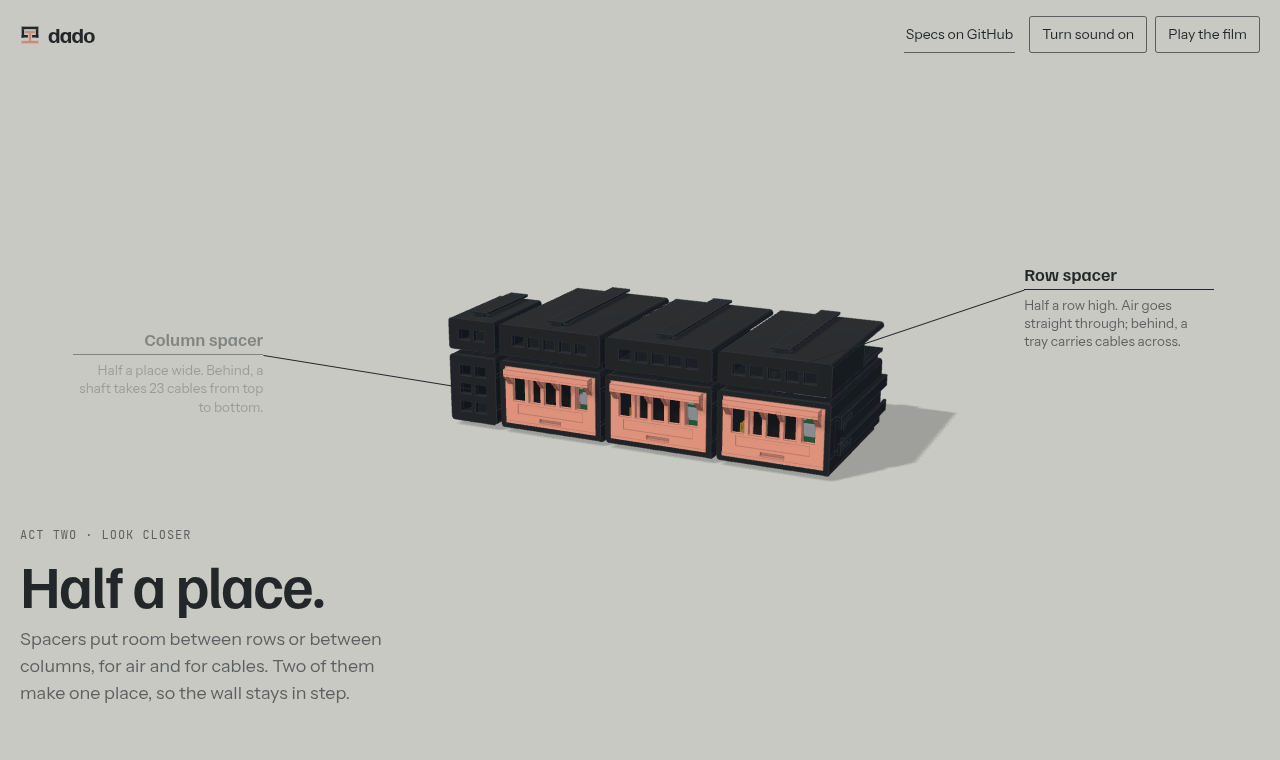 dado
Specs on GitHub
Turn sound on
Play the film
Row spacer
Half a row high. Air goes
straight through; behind, a
tray carries cables across.
Column spacer
Half a place wide. Behind, a
shaft takes 23 cables from top
to bottom.
ACT TWO · LOOK CLOSER
Half a place.
Spacers put room between rows or between
columns, for air and for cables. Two of them
make one place, so the wall stays in step.